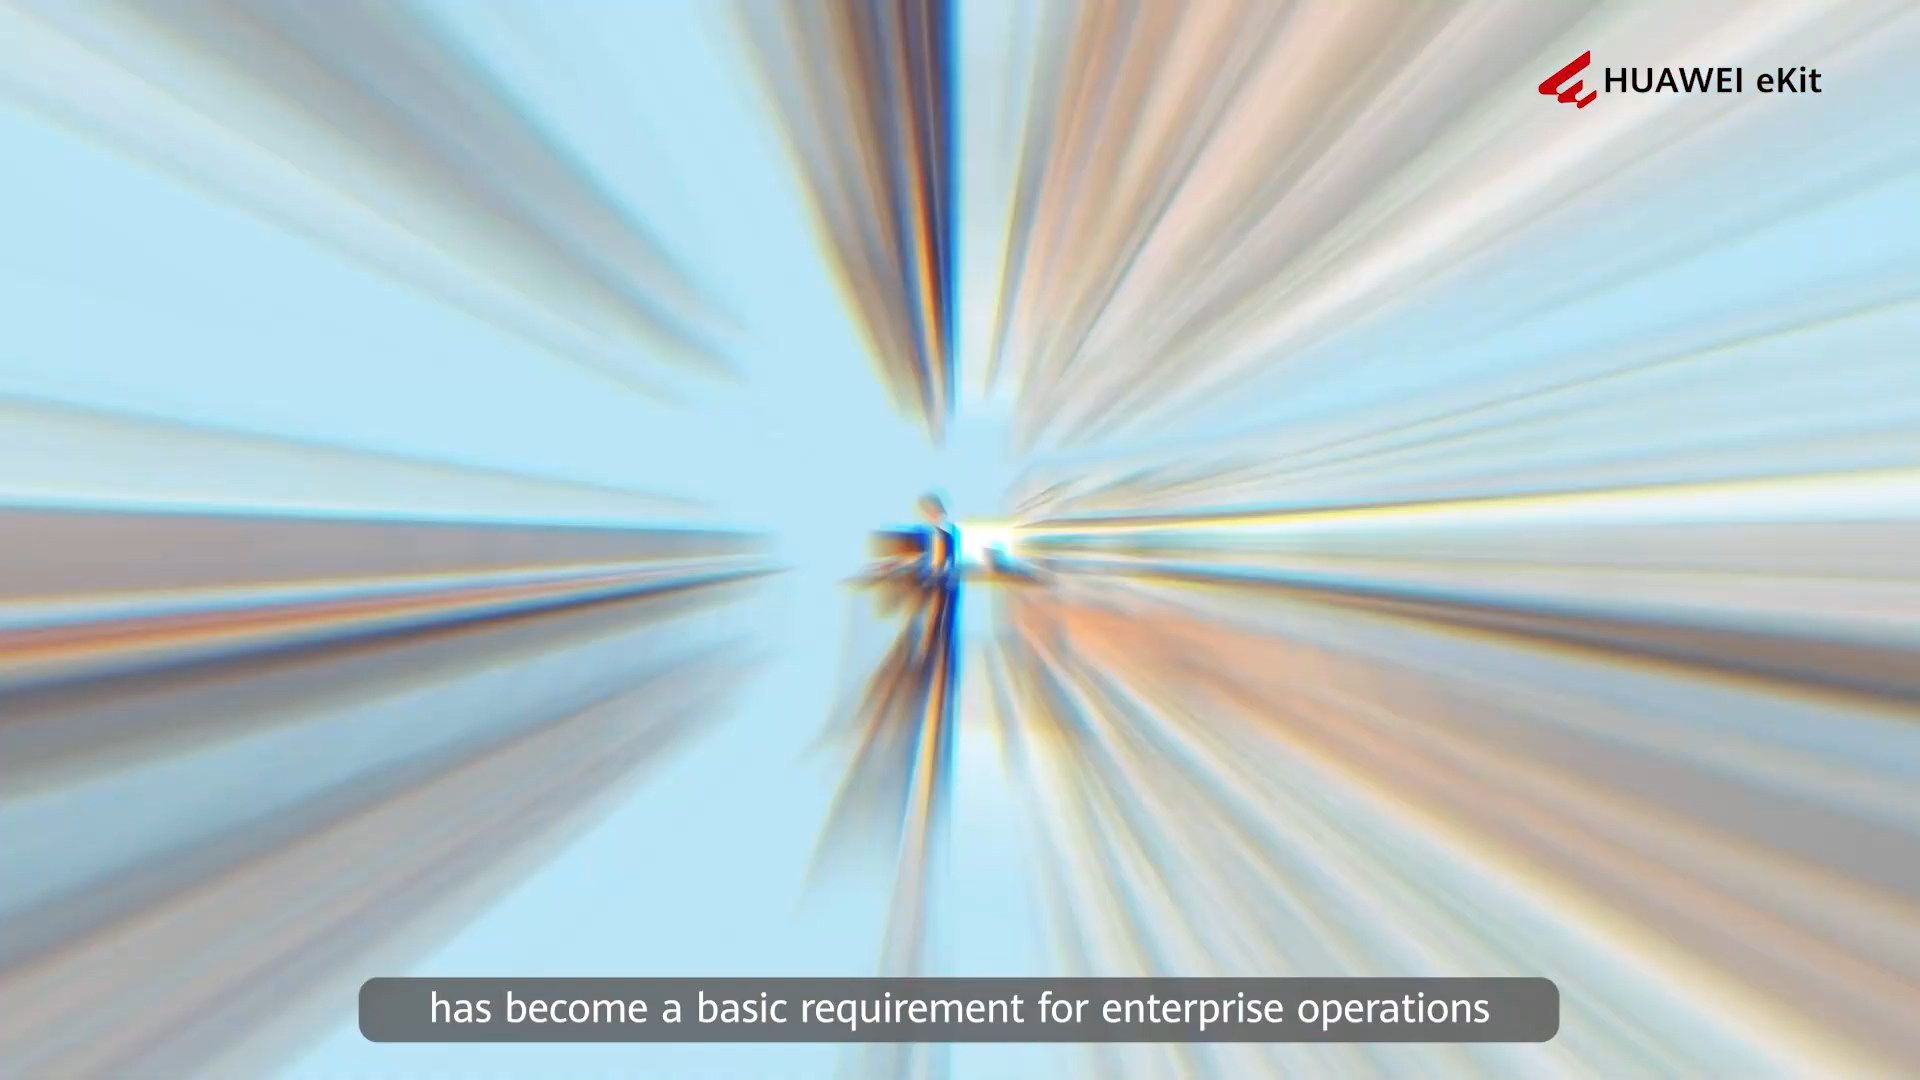 HUAWEI eKit
has become a basic requirement for enterprise operations